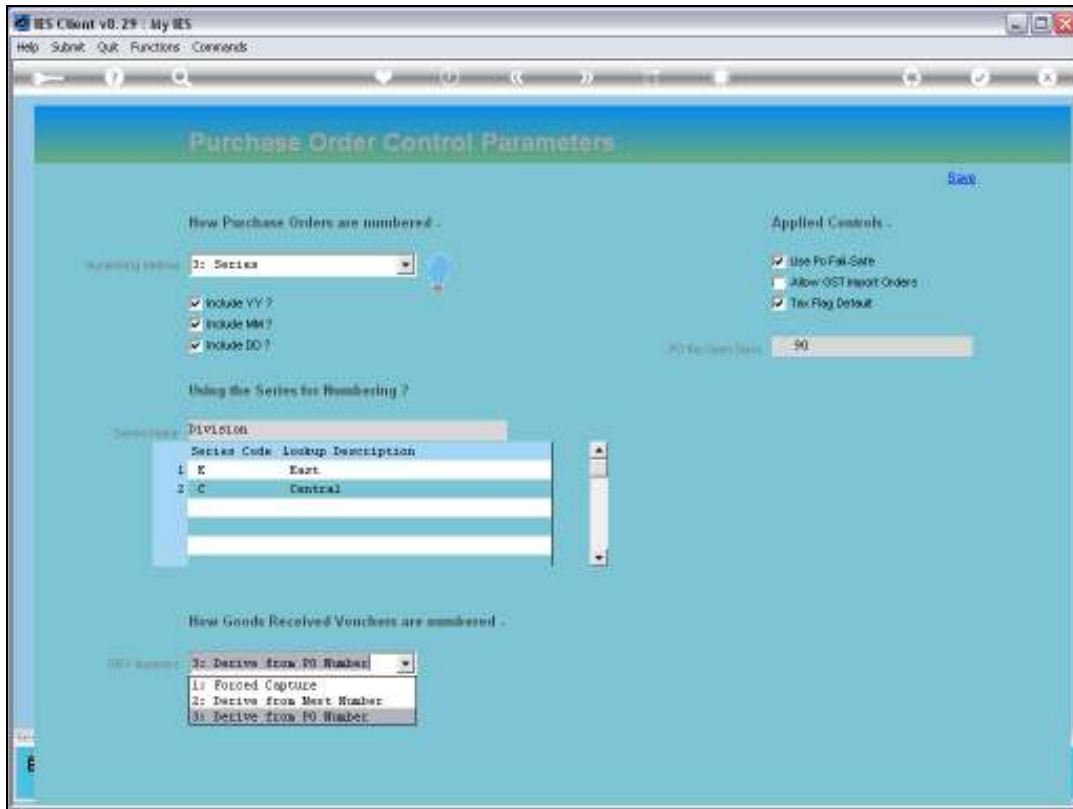 IES Client v8.29 : My IES
Help Submit Quit Functions Commands
Purchase Order Control Parameters
Save
How Purchase Orders are numbered -
Applied Controls -
Numbering Method
3: Series
Use Po Fail-Safe
Allow GST Import Orders
Include YY ?
Tax Flag Default
Include MM ?
Include DD ?
90
Using the Series for Numbering ?
Series Name
Division
Series Code Lookup Description
1 E East
2 C Central
How Goods Received Vouchers are numbered -
3: Derive from PO Number
1: Forced Capture
2: Derive from Next Number
3: Derive from PO Number